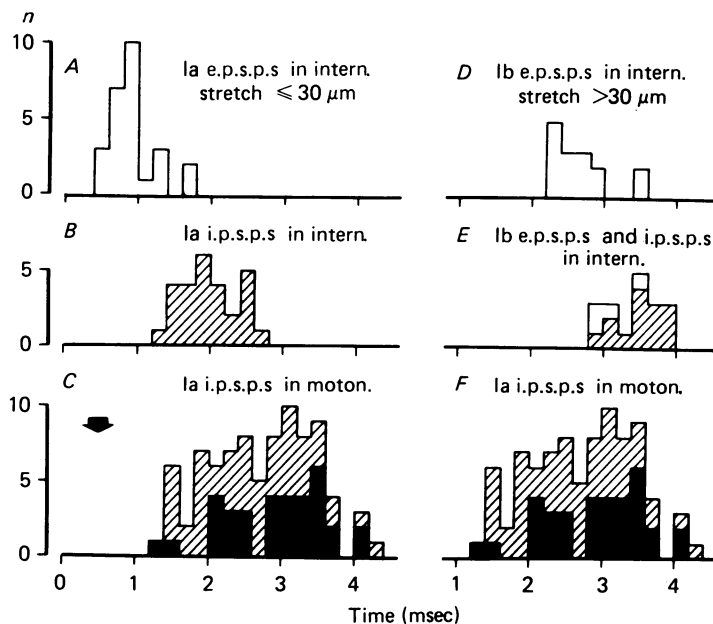 n
A
Ia e.p.s.p.s in intern.
stretch ⩽ 30 μm
10
5
0
D
Ib e.p.s.p.s in intern.
stretch >30 μm
B
Ia i.p.s.p.s in intern.
5
0
E
Ib e.p.s.p.s and i.p.s.p.s
in intern.
C
Ia i.p.s.p.s in moton.
10
5
0
F
Ia i.p.s.p.s in moton.
0 1 2 3 4
1 2 3 4
Time (msec)